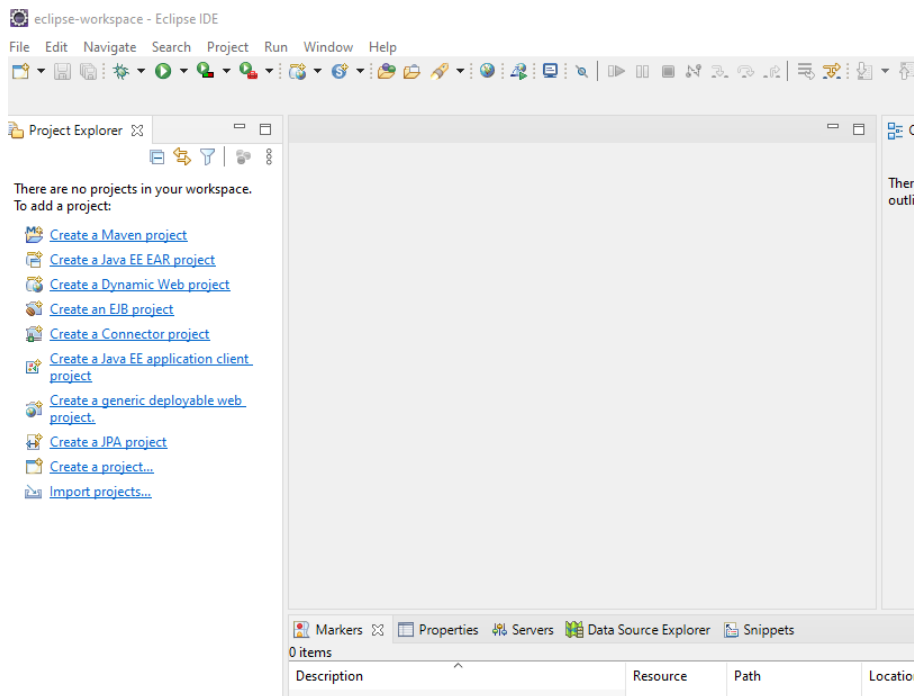 eclipse-workspace - Eclipse IDE
File Edit Navigate Search Project Run Window Help
Project Explorer
There are no projects in your workspace.
To add a project:
Create a Maven project
Create a Java EE EAR project
Create a Dynamic Web project
Create an EJB project
Create a Connector project
Create a Java EE application client
project
Create a generic deployable web
project.
Create a JPA project
Create a project...
Import projects...
Markers Properties Servers Data Source Explorer Snippets
0 items
Description Resource Path